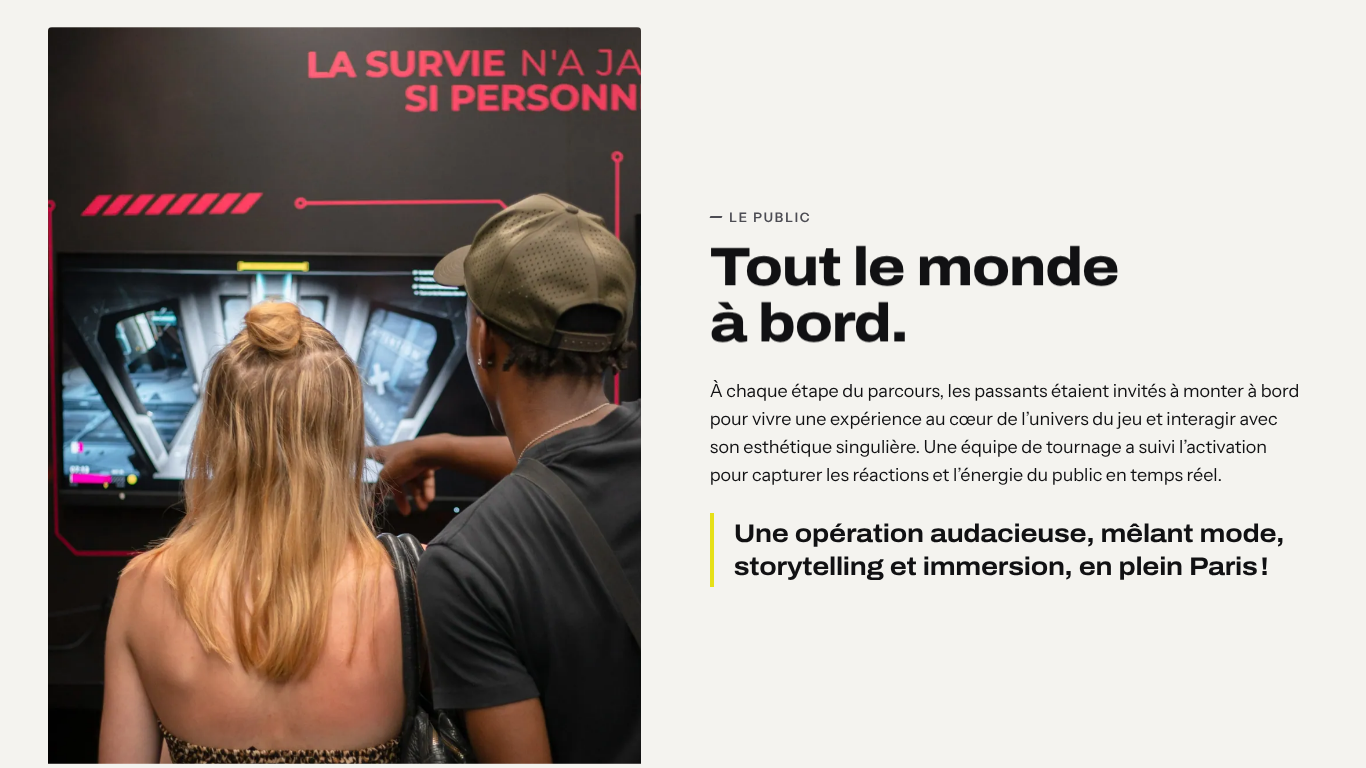 LA SURVIE N'A JA
SI PERSONN
— LE PUBLIC
Tout le monde
à bord.
À chaque étape du parcours, les passants étaient invités à monter à bord
pour vivre une expérience au cœur de l’univers du jeu et interagir avec
son esthétique singulière. Une équipe de tournage a suivi l’activation
pour capturer les réactions et l’énergie du public en temps réel.
Une opération audacieuse, mêlant mode,
storytelling et immersion, en plein Paris !